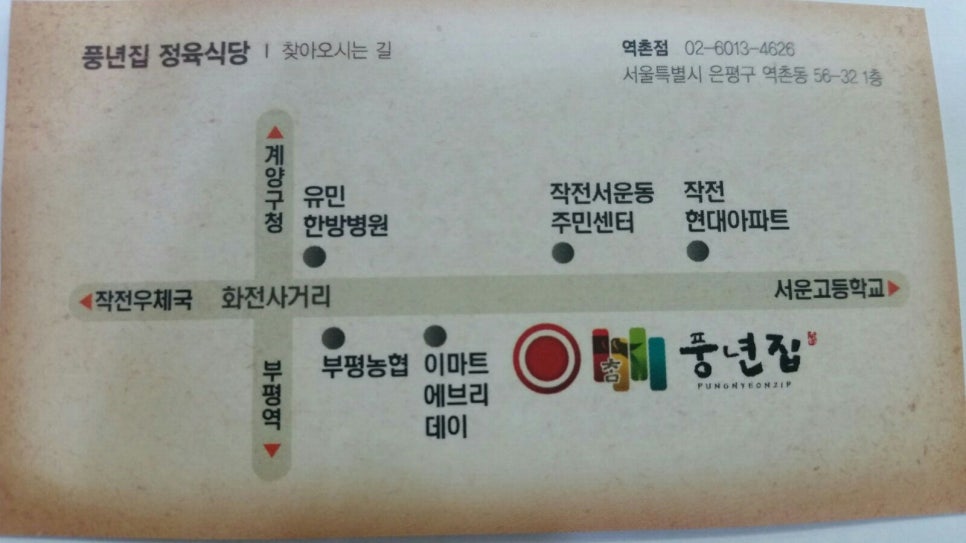 풍년집 정육식당 | 찾아오시는 길
역촌점 02-6013-4626
서울특별시 은평구 역촌동 56-32 1층
계양구청
유민
한방병원
작전서운동
주민센터
작전
현대아파트
작전우체국
화전사거리
서운고등학교
부평역
부평농협
이마트
에브리
데이
참
풍년집
PUNGNYEONZIP